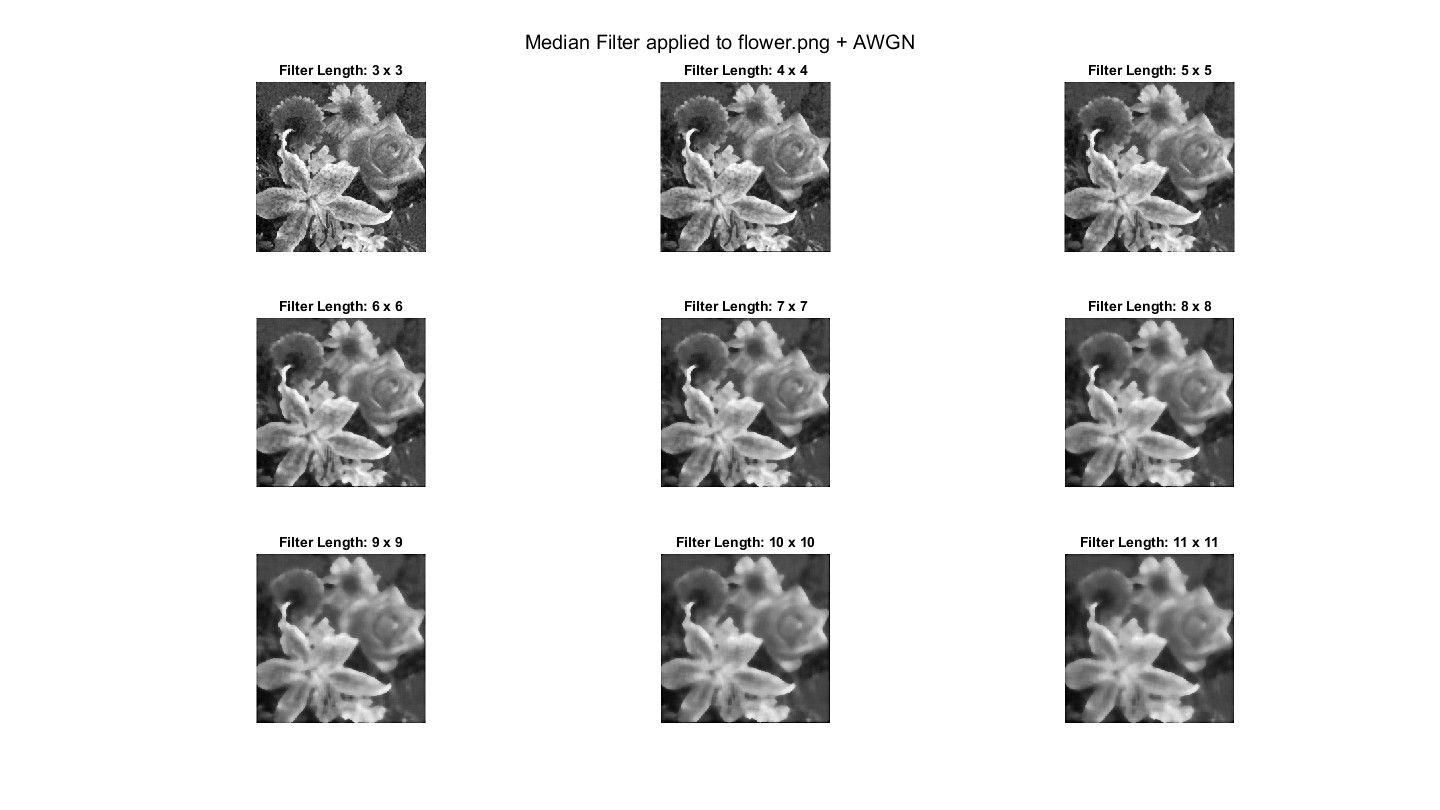 Median Filter applied to flower.png + AWGN
Filter Length: 3 x 3
Filter Length: 4 x 4
Filter Length: 5 x 5
Filter Length: 6 x 6
Filter Length: 7 x 7
Filter Length: 8 x 8
Filter Length: 9 x 9
Filter Length: 10 x 10
Filter Length: 11 x 11